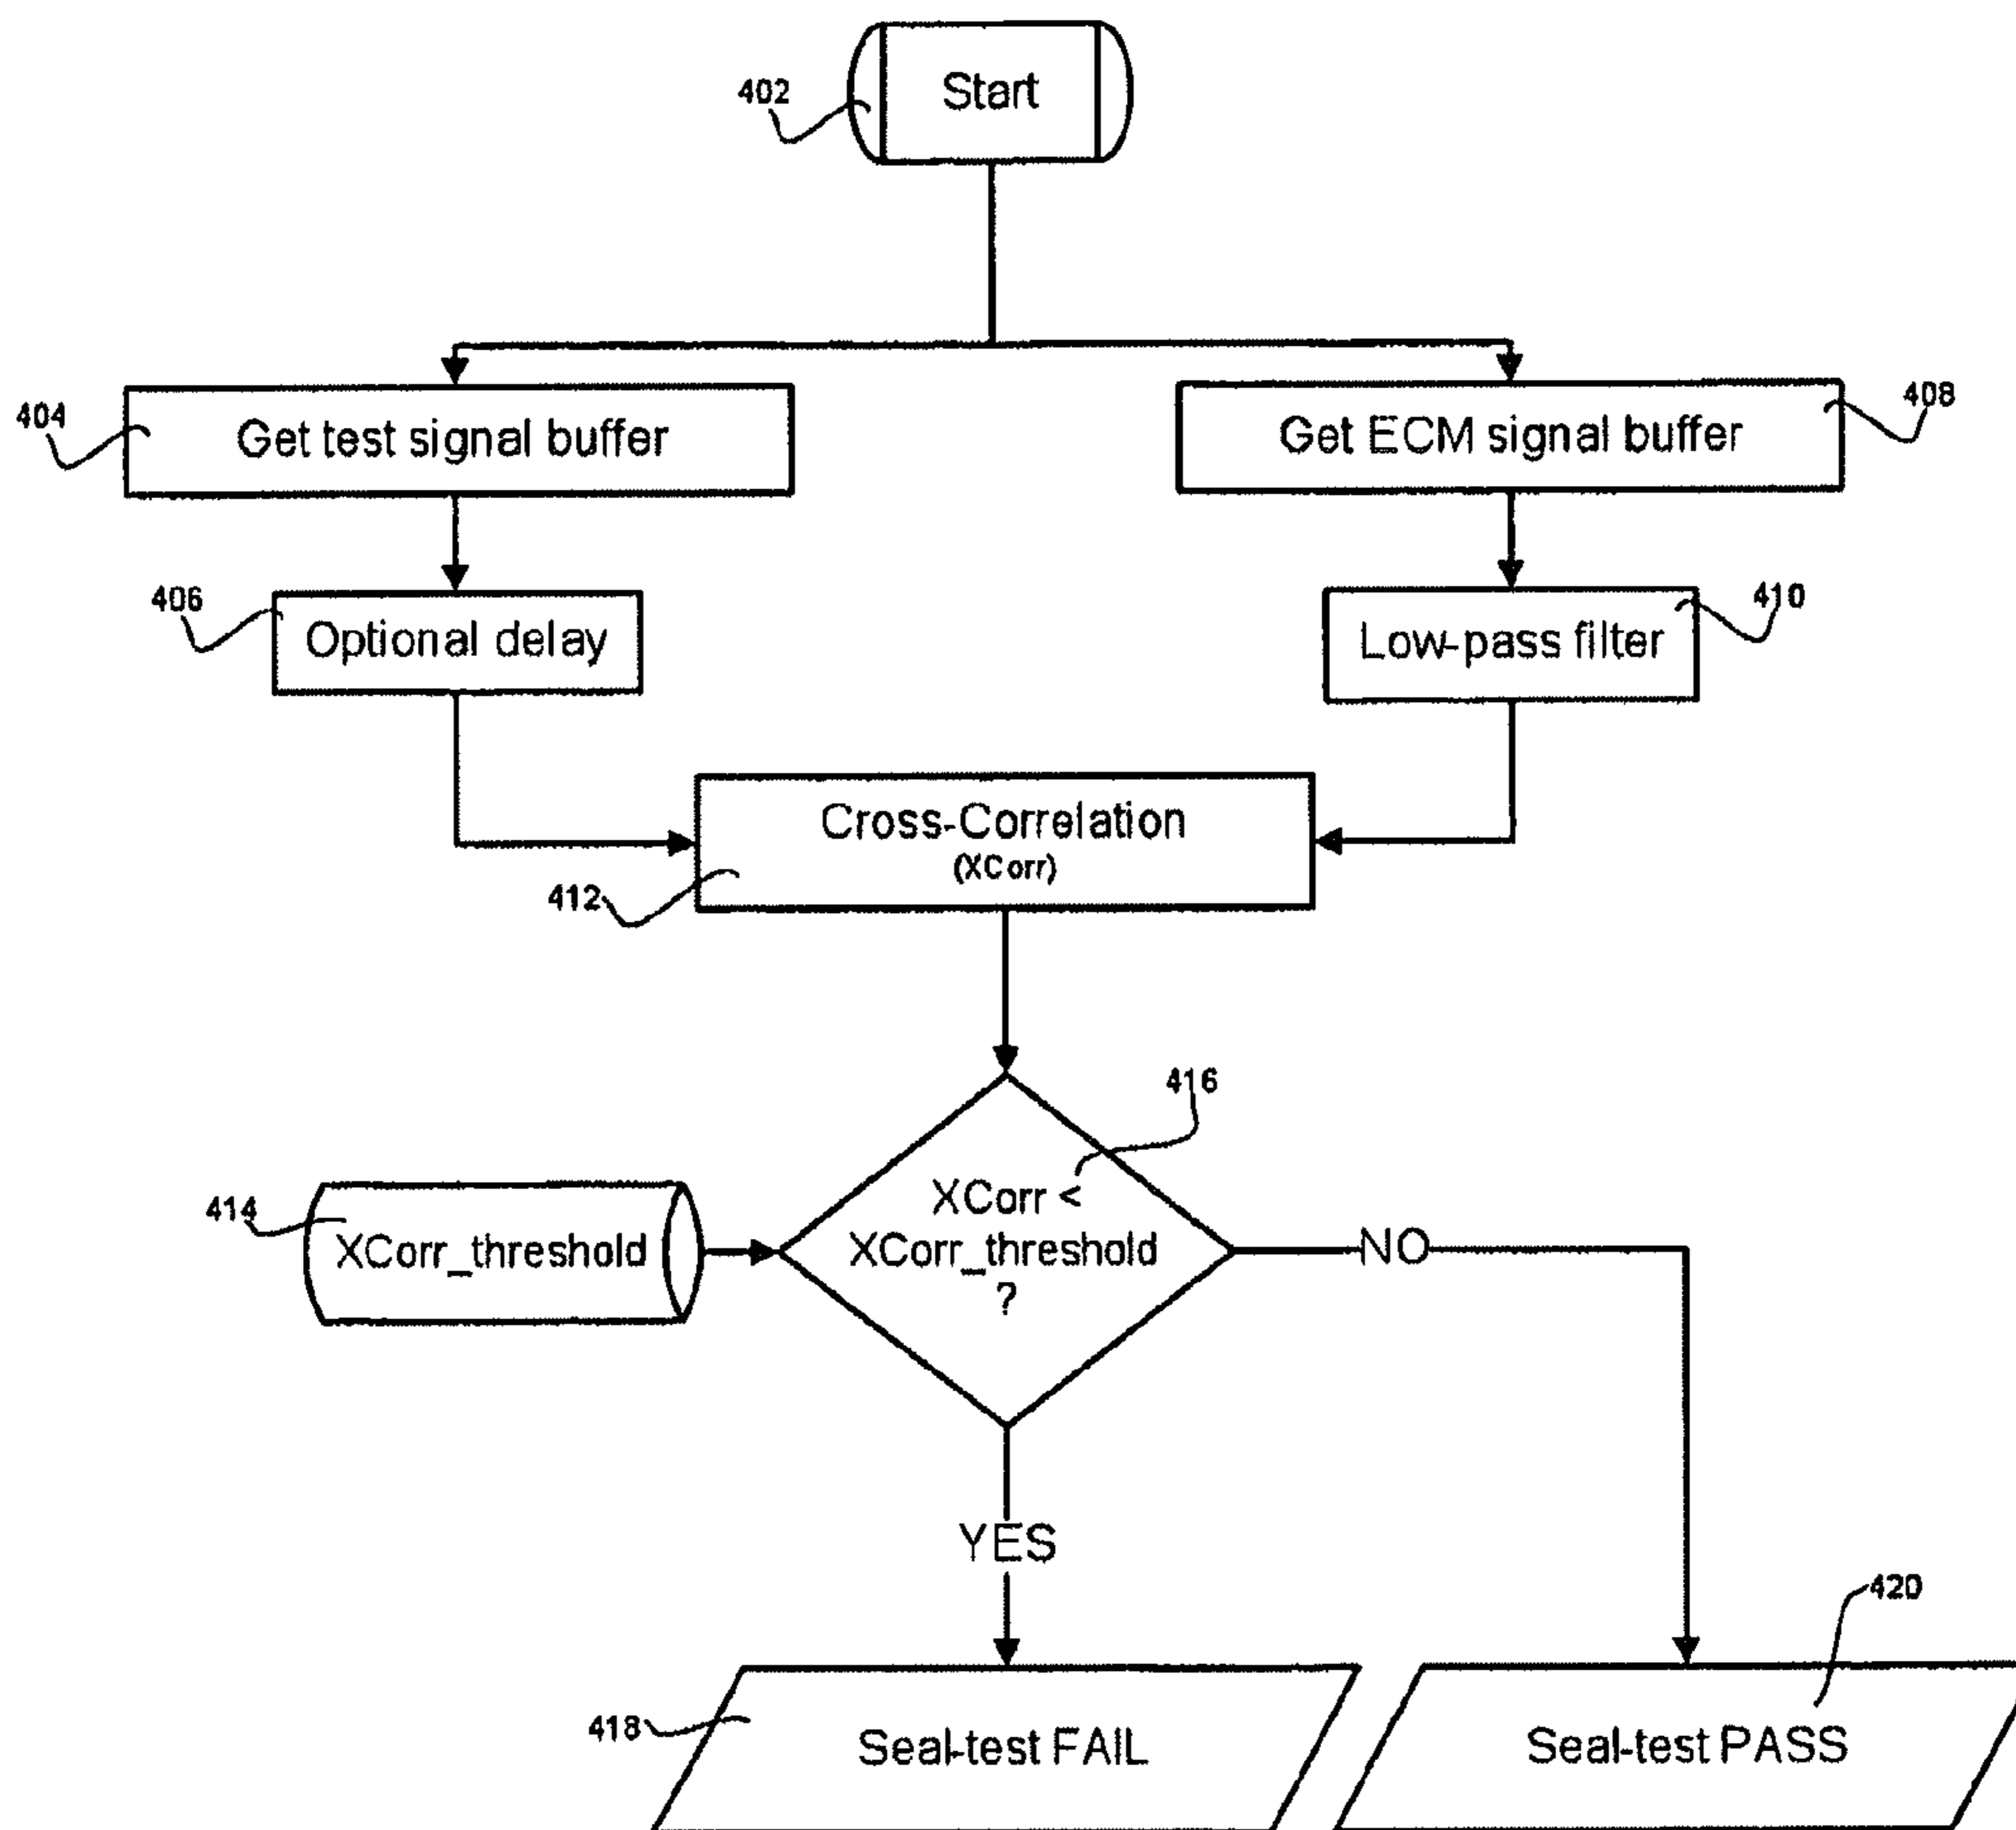 402
Start
404
Get test signal buffer
408
Get ECM signal buffer
406
Optional delay
410
Low-pass filter
Cross-Correlation
(XCorr)
412
416
414
XCorr_threshold
XCorr <
XCorr_threshold
?
NO
YES
420
418
Seal-test FAIL
Seal-test PASS